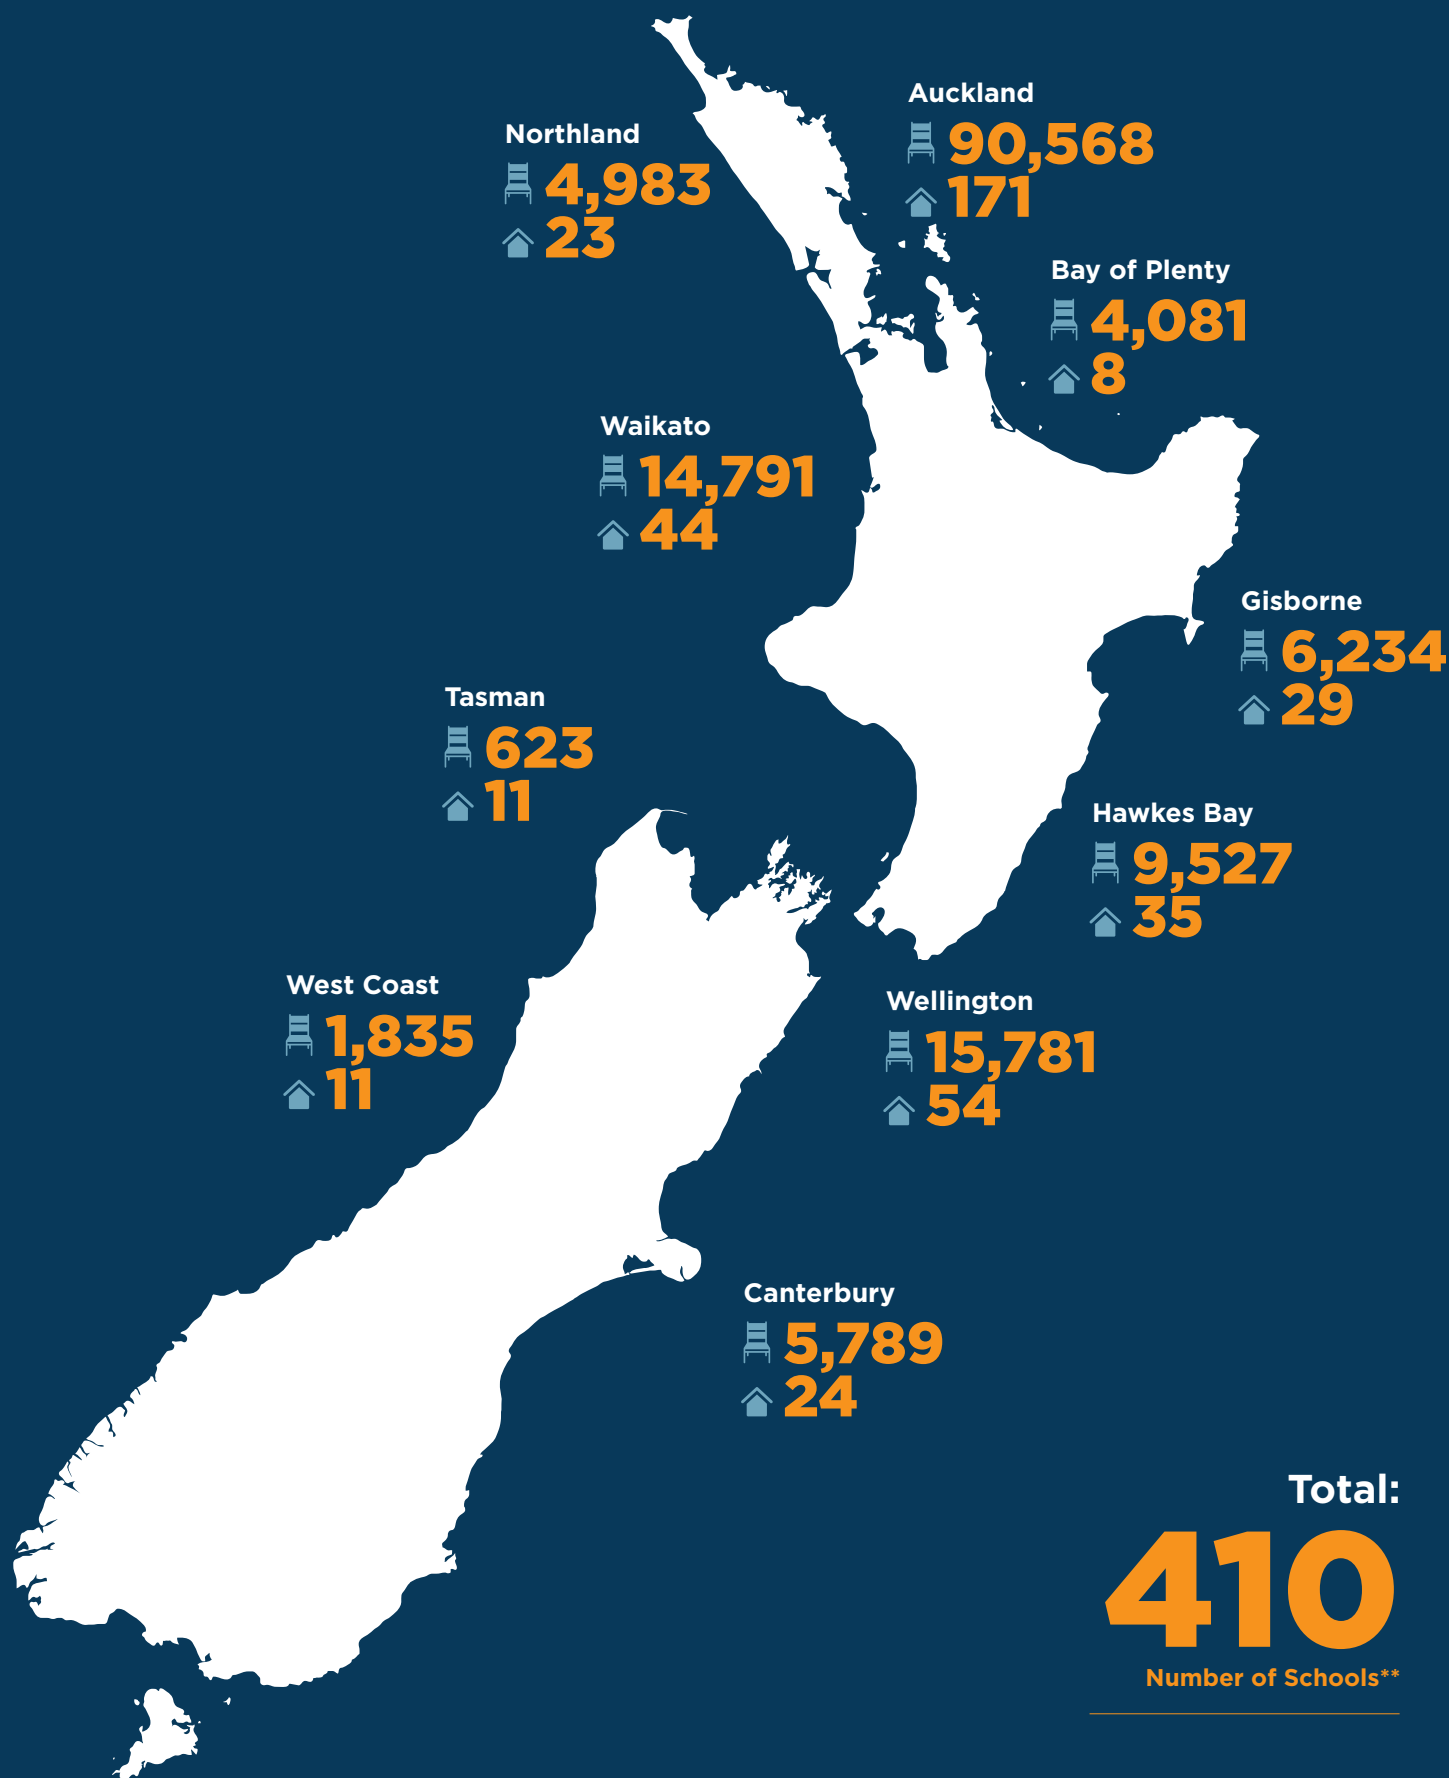 Auckland
90,568
171
Northland
4,983
23
Bay of Plenty
4,081
8
Waikato
14,791
44
Gisborne
6,234
29
Tasman
623
11
Hawkes Bay
9,527
35
West Coast
1,835
11
Wellington
15,781
54
Canterbury
5,789
24
Total:
410
Number of Schools**